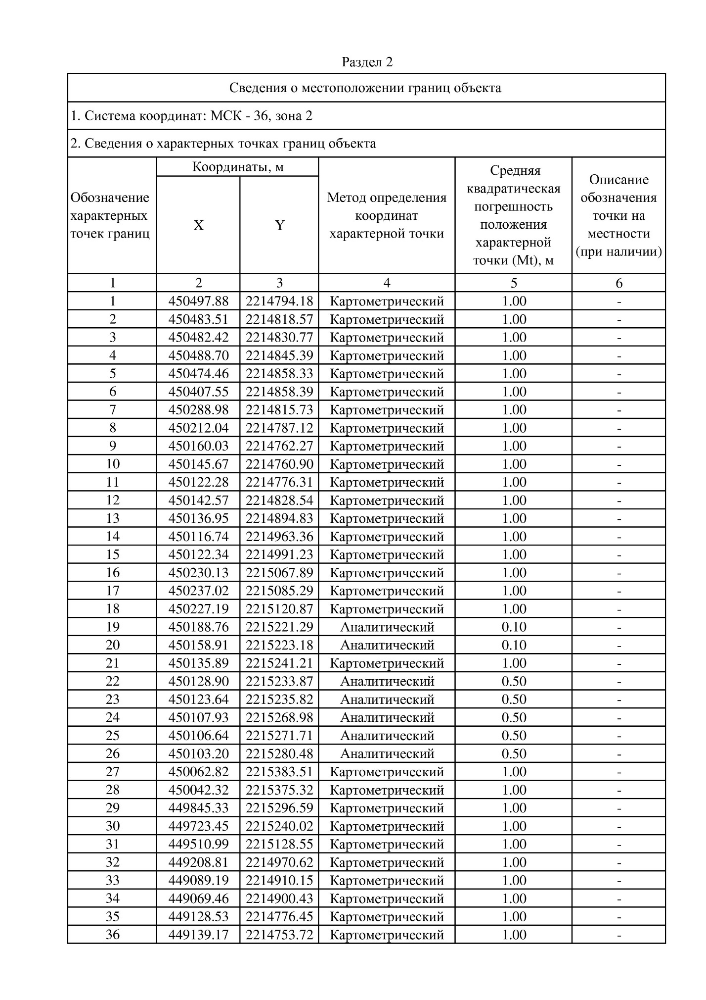 Раздел 2
Сведения о местоположении границ объекта
1. Система координат: МСК - 36, зона 2
2. Сведения о характерных точках границ объекта
Обозначение
характерных
точек границ
Координаты, м
X
Y
Метод определения
координат
характерной точки
Средняя
квадратическая
погрешность
положения
характерной
точки (Mt), м
Описание
обозначения
точки на
местности
(при наличии)
1 2 3 4 5 6
1 450497.88 2214794.18 Картометрический 1.00 -
2 450483.51 2214818.57 Картометрический 1.00 -
3 450482.42 2214830.77 Картометрический 1.00 -
4 450488.70 2214845.39 Картометрический 1.00 -
5 450474.46 2214858.33 Картометрический 1.00 -
6 450407.55 2214858.39 Картометрический 1.00 -
7 450288.98 2214815.73 Картометрический 1.00 -
8 450212.04 2214787.12 Картометрический 1.00 -
9 450160.03 2214762.27 Картометрический 1.00 -
10 450145.67 2214760.90 Картометрический 1.00 -
11 450122.28 2214776.31 Картометрический 1.00 -
12 450142.57 2214828.54 Картометрический 1.00 -
13 450136.95 2214894.83 Картометрический 1.00 -
14 450116.74 2214963.36 Картометрический 1.00 -
15 450122.34 2214991.23 Картометрический 1.00 -
16 450230.13 2215067.89 Картометрический 1.00 -
17 450237.02 2215085.29 Картометрический 1.00 -
18 450227.19 2215120.87 Картометрический 1.00 -
19 450188.76 2215221.29 Аналитический 0.10 -
20 450158.91 2215223.18 Аналитический 0.10 -
21 450135.89 2215241.21 Картометрический 1.00 -
22 450128.90 2215233.87 Аналитический 0.50 -
23 450123.64 2215235.82 Аналитический 0.50 -
24 450107.93 2215268.98 Аналитический 0.50 -
25 450106.64 2215271.71 Аналитический 0.50 -
26 450103.20 2215280.48 Аналитический 0.50 -
27 450062.82 2215383.51 Картометрический 1.00 -
28 450042.32 2215375.32 Картометрический 1.00 -
29 449845.33 2215296.59 Картометрический 1.00 -
30 449723.45 2215240.02 Картометрический 1.00 -
31 449510.99 2215128.55 Картометрический 1.00 -
32 449208.81 2214970.62 Картометрический 1.00 -
33 449089.19 2214910.15 Картометрический 1.00 -
34 449069.46 2214900.43 Картометрический 1.00 -
35 449128.53 2214776.45 Картометрический 1.00 -
36 449139.17 2214753.72 Картометрический 1.00 -